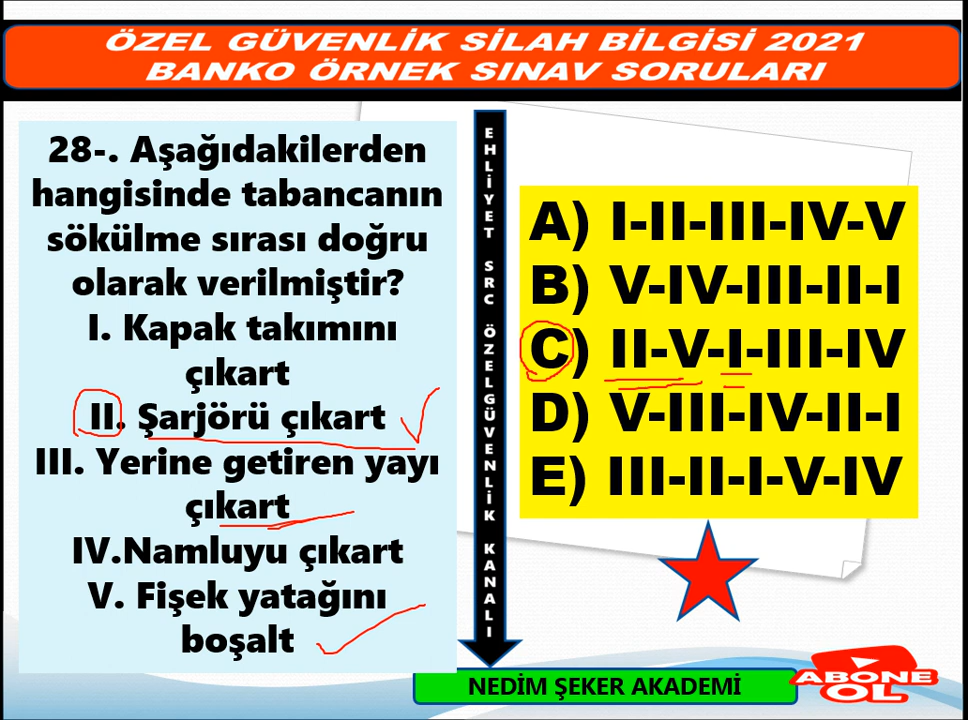 ÖZEL GÜVENLİK SİLAH BİLGİSİ 2021
BANKO ÖRNEK SINAV SORULARI
28-. Aşağıdakilerden
hangisinde tabancanın
sökülme sırası doğru
olarak verilmiştir?
I. Kapak takımını
çıkart
II. Şarjörü çıkart
III. Yerine getiren yayı
çıkart
IV.Namluyu çıkart
V. Fişek yatağını
boşalt
EHLİYET SRC ÖZELGÜVENLİK KANALI
A) I-II-III-IV-V
B) V-IV-III-II-I
C) II-V-I-III-IV
D) V-III-IV-II-I
E) III-II-I-V-IV
NEDİM ŞEKER AKADEMİ
ABONE
OL